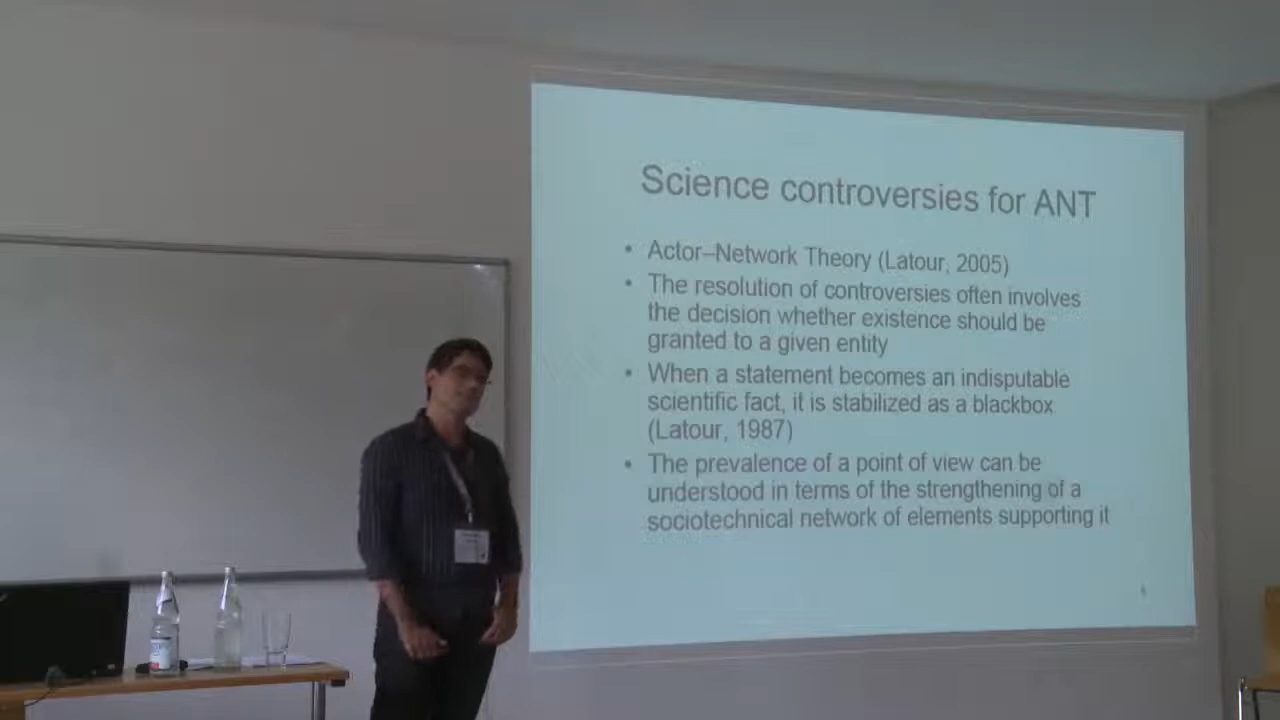 Science controversies for ANT
• Actor–Network Theory (Latour, 2005)
• The resolution of controversies often involves
the decision whether existence should be
granted to a given entity
• When a statement becomes an indisputable
scientific fact, it is stabilized as a blackbox
(Latour, 1987)
• The prevalence of a point of view can be
understood in terms of the strengthening of a
sociotechnical network of elements supporting it